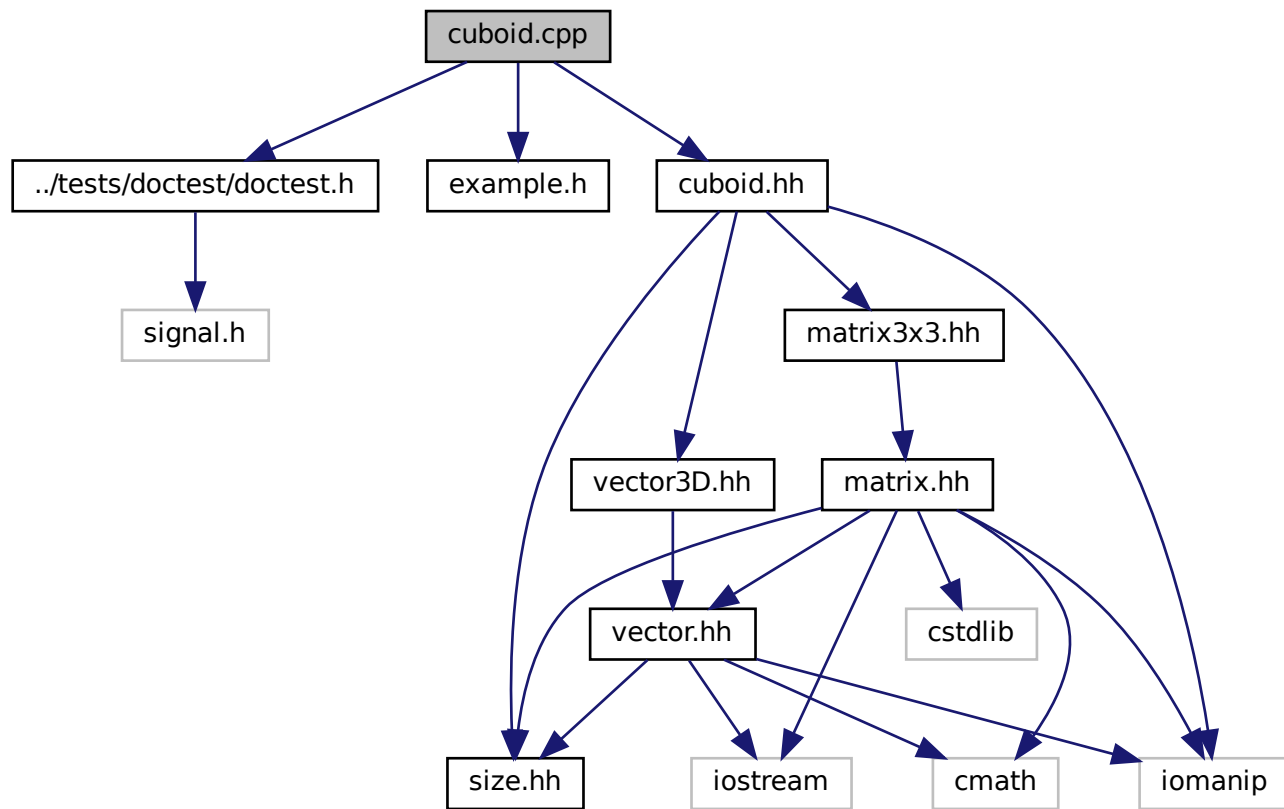 cuboid.cpp
../tests/doctest/doctest.h
example.h
cuboid.hh
signal.h
matrix3x3.hh
vector3D.hh
matrix.hh
vector.hh
cstdlib
size.hh
iostream
cmath
iomanip